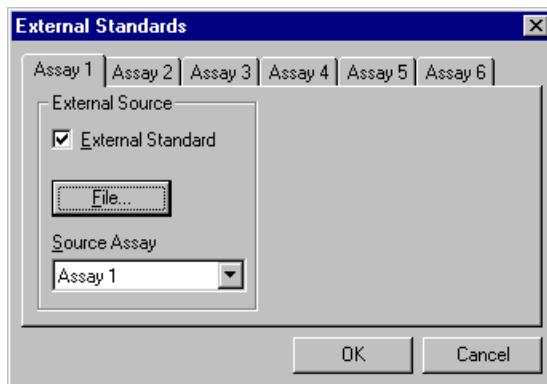 External Standards
Assay 1 Assay 2 Assay 3 Assay 4 Assay 5 Assay 6
External Source
External Standard
File...
Source Assay
Assay 1
OK Cancel